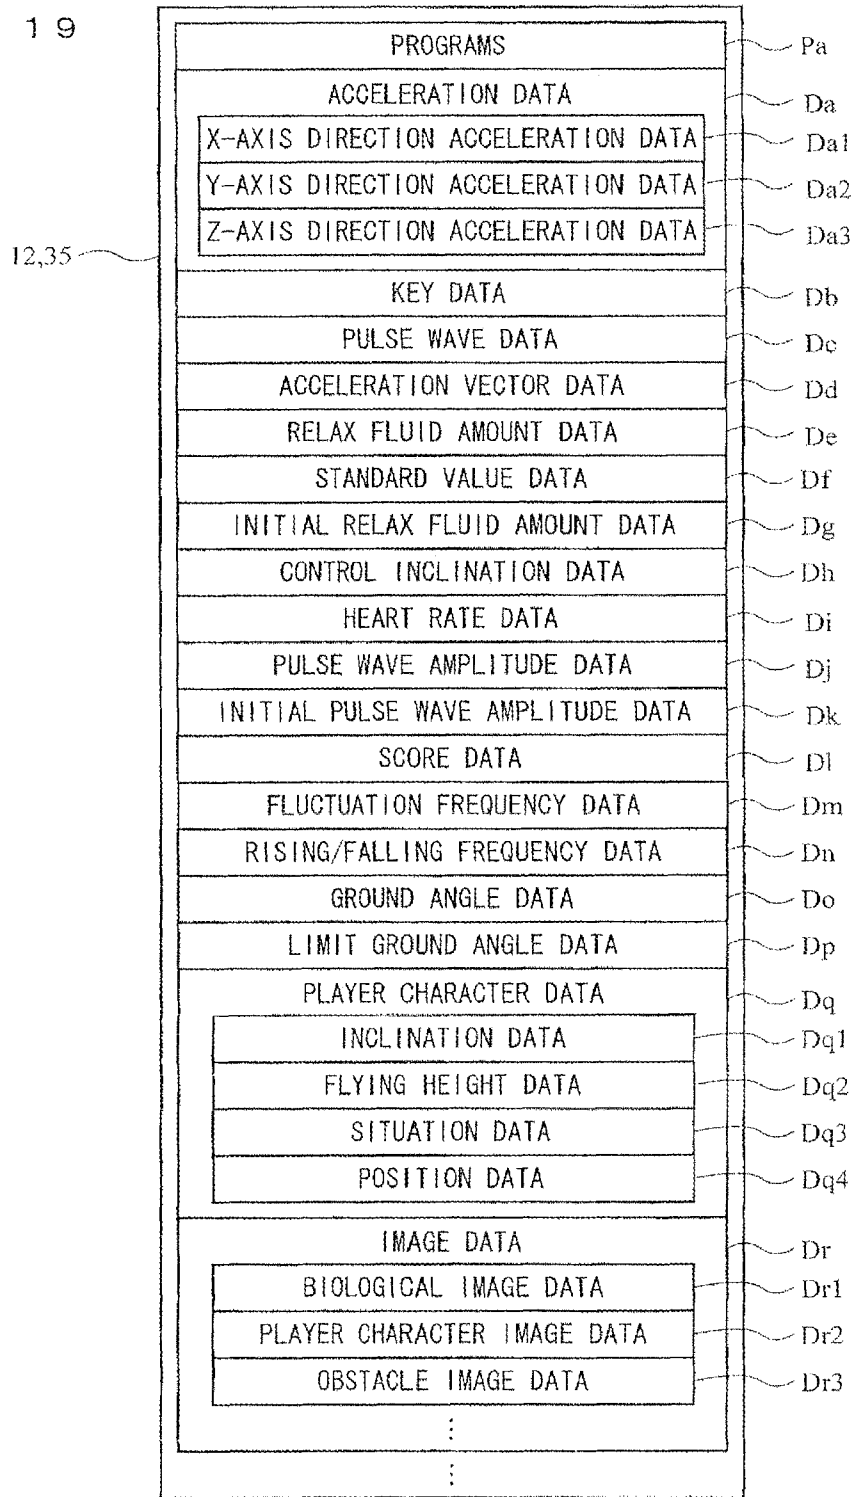 19
PROGRAMS Pa
ACCELERATION DATA Da
X-AXIS DIRECTION ACCELERATION DATA Da1
Y-AXIS DIRECTION ACCELERATION DATA Da2
Z-AXIS DIRECTION ACCELERATION DATA Da3
12,35
KEY DATA Db
PULSE WAVE DATA Dc
ACCELERATION VECTOR DATA Dd
RELAX FLUID AMOUNT DATA De
STANDARD VALUE DATA Df
INITIAL RELAX FLUID AMOUNT DATA Dg
CONTROL INCLINATION DATA Dh
HEART RATE DATA Di
PULSE WAVE AMPLITUDE DATA Dj
INITIAL PULSE WAVE AMPLITUDE DATA Dk
SCORE DATA Dl
FLUCTUATION FREQUENCY DATA Dm
RISING/FALLING FREQUENCY DATA Dn
GROUND ANGLE DATA Do
LIMIT GROUND ANGLE DATA Dp
PLAYER CHARACTER DATA Dq
INCLINATION DATA Dq1
FLYING HEIGHT DATA Dq2
SITUATION DATA Dq3
POSITION DATA Dq4
IMAGE DATA Dr
BIOLOGICAL IMAGE DATA Dr1
PLAYER CHARACTER IMAGE DATA Dr2
OBSTACLE IMAGE DATA Dr3